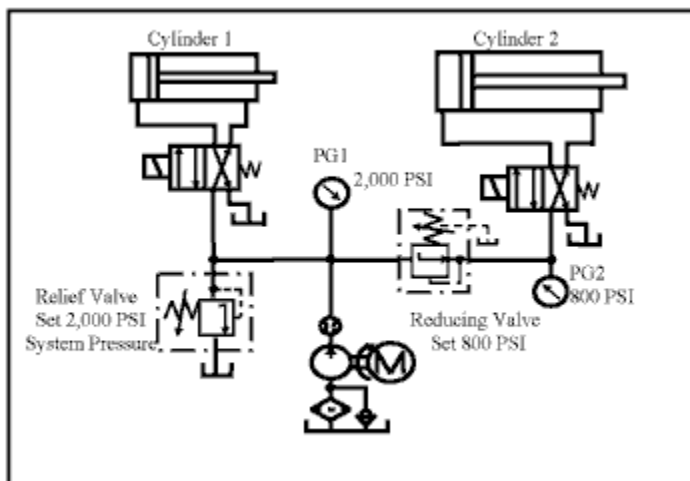 Cylinder 1
Cylinder 2
PG1
2,000 PSI
PG2
800 PSI
Relief Valve
Set 2,000 PSI
System Pressure
Reducing Valve
Set 800 PSI
M